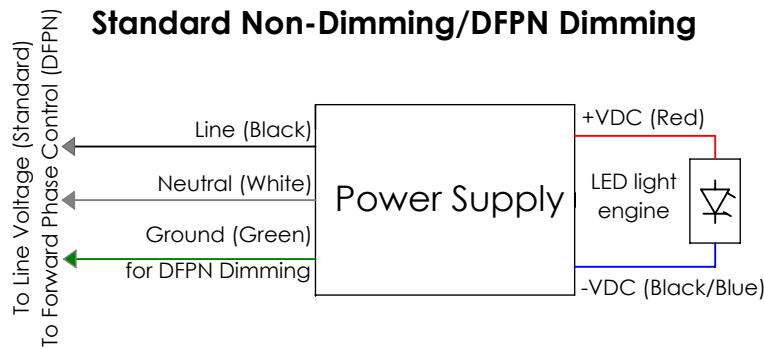 Standard Non-Dimming/DFPN Dimming
To Line Voltage (Standard)
To Forward Phase Control (DFPN)
Line (Black)
Neutral (White)
Ground (Green)
for DFPN Dimming
Power Supply
+VDC (Red)
LED light
engine
-VDC (Black/Blue)